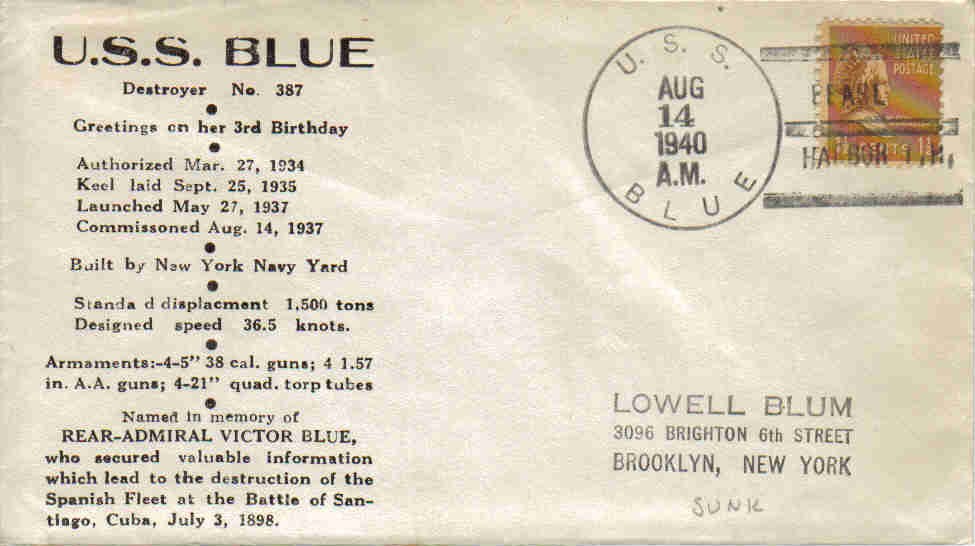 U.S.S. BLUE
Destroyer No. 387
Greetings on her 3rd Birthday
Authorized Mar. 27, 1934
Keel laid Sept. 25, 1935
Launched May 27, 1937
Commissoned Aug. 14, 1937
Built by New York Navy Yard
Standa d displacment 1,500 tons
Designed speed 36.5 knots.
Armaments:-4-5" 38 cal. guns; 4 1.57
in. A.A. guns; 4-21" quad. torp tubes
Named in memory of
REAR-ADMIRAL VICTOR BLUE,
who secured valuable information
which lead to the destruction of the
Spanish Fleet at the Battle of San-
tiago, Cuba, July 3, 1898.
U. S. S.
AUG
14
1940
A.M.
BLUE
UNITED
STATES
POSTAGE
PEARL
HARBOR T.H.
CENTS 1½
LOWELL BLUM
3096 BRIGHTON 6th STREET
BROOKLYN, NEW YORK
SUNK